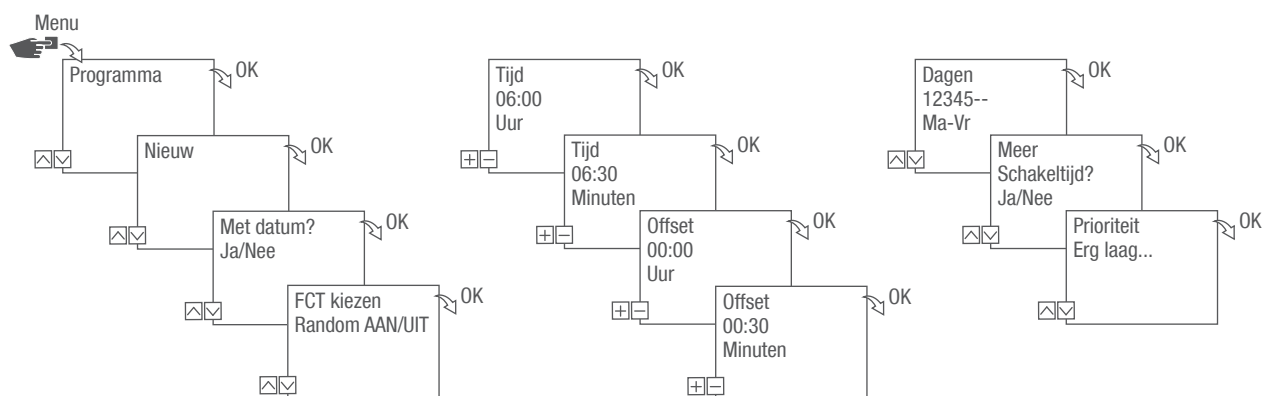 Menu
Programma
OK
Nieuw
OK
Met datum?
Ja/Nee
OK
FCT kiezen
Random AAN/UIT
OK
Tijd
06:00
Uur
OK
Tijd
06:30
Minuten
OK
Offset
00:00
Uur
OK
Offset
00:30
Minuten
OK
Dagen
12345--
Ma-Vr
OK
Meer
Schakeltijd?
Ja/Nee
OK
Prioriteit
Erg laag...
OK